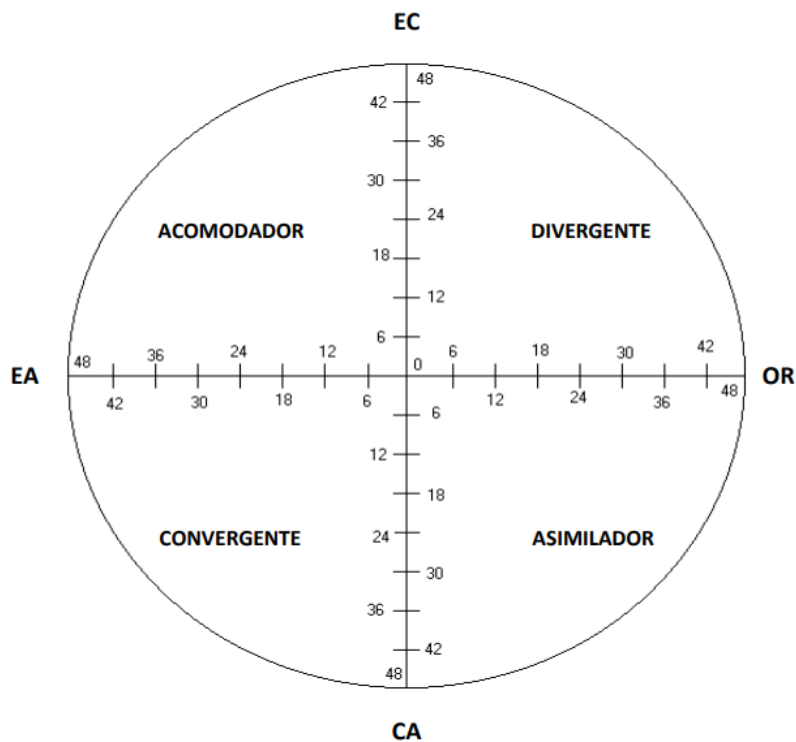 EC
48
42
36
30
24
ACOMODADOR DIVERGENTE
18
12
6
48 36 24 12 0 6 18 30 42
EA OR
42 30 18 6 6 12 24 36 48
12
18
CONVERGENTE 24 ASIMILADOR
30
36
42
48
CA